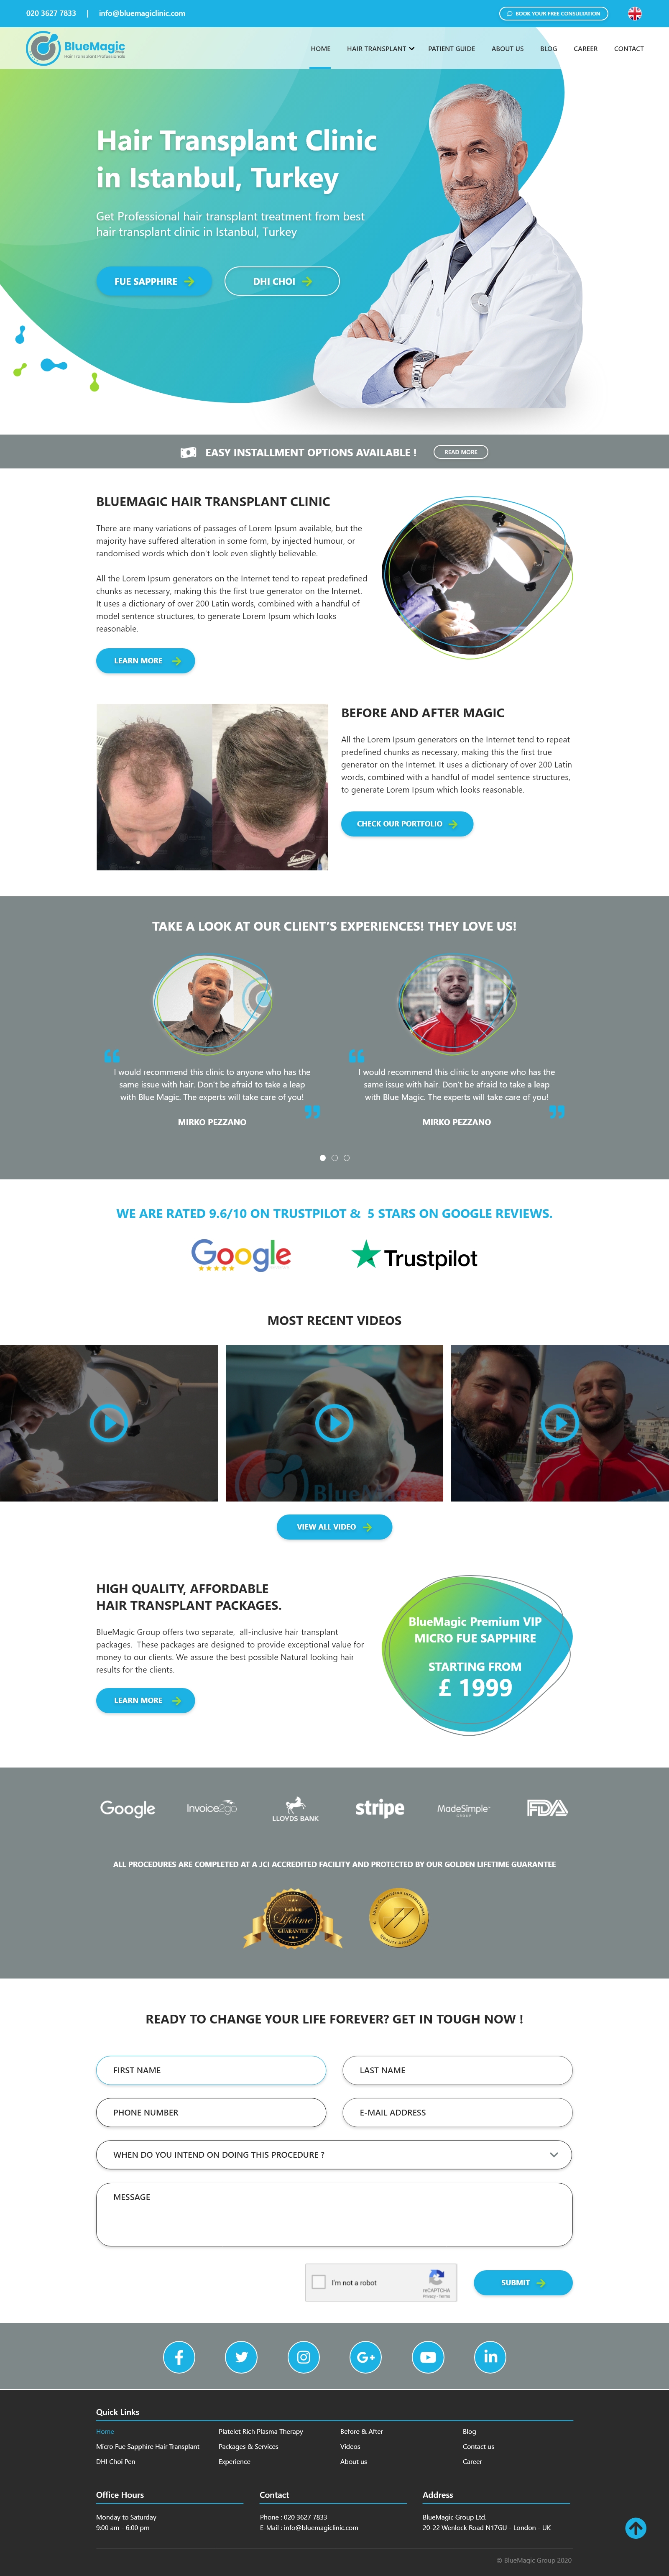 020 3627 7833 | info@bluemagiclinic.com
BOOK YOUR FREE CONSULTATION
BlueMagic
Hair Transplant Professionals
HOME HAIR TRANSPLANT PATIENT GUIDE ABOUT US BLOG CAREER CONTACT
Hair Transplant Clinic
in Istanbul, Turkey
Get Professional hair transplant treatment from best
hair transplant clinic in Istanplut, Turkey
FUE SAPPHIRE DHI CHOI
EASY INSTALLMENT OPTIONS AVAILABLE ! READ MORE
BLUEMAGIC HAIR TRANSPLANT CLINIC
There are many variations of passages of Lorem Ipsum available, but the
majority have suffered alteration in some form, by injected humour, or
randomised words which don't look even slightly believable.
All the Lorem Ipsum generators on the Internet tend to repeat predefined
chunks as necessary, making this the first true generator on the Internet.
It uses a dictionary of over 200 Latin words, combined with a handful of
model sentence structures, to generate Lorem Ipsum which looks
reasonable.
LEARN MORE
BEFORE AND AFTER MAGIC
All the Lorem Ipsum generators on the Internet tend to repeat
predefined chunks as necessary, making this the first true
generator on the Internet. It uses a dictionary of over 200 Latin
words, combined with a handful of model sentence structures,
to generate Lorem Ipsum which looks reasonable.
CHECK OUR PORTFOLIO
TAKE A LOOK AT OUR CLIENT'S EXPERIENCES! THEY LOVE US!
I would recommend this clinic to anyone who has the
same issue with hair. Don't be afraid to take a leap
with Blue Magic. The experts will take care of you!
MIRKO PEZZANO
I would recommend this clinic to anyone who has the
same issue with hair. Don't be afraid to take a leap
with Blue Magic. The experts will take care of you!
MIRKO PEZZANO
WE ARE RATED 9.6/10 ON TRUSTPILOT & 5 STARS ON GOOGLE REVIEWS.
Google
Trustpilot
MOST RECENT VIDEOS
BlueM
VIEW ALL VIDEO
HIGH QUALITY, AFFORDABLE
HAIR TRANSPLANT PACKAGES.
BlueMagic Group offers two separate, all-inclusive hair transplant
packages. These packages are designed to provide exceptional value for
money to our clients. We assure the best possible Natural looking hair
results for the clients.
LEARN MORE
BlueMagic Premium VIP
MICRO FUE SAPPHIRE
STARTING FROM
£ 1999
Google
Invoice2go
LLOYDS BANK
stripe
MadeSimple
GROUP
FDA
ALL PROCEDURES ARE COMPLETED AT A JCI ACCREDITED FACILITY AND PROTECTED BY OUR GOLDEN LIFETIME GUARANTEE
Golden
Lifetime
GUARANTEE
READY TO CHANGE YOUR LIFE FOREVER? GET IN TOUGH NOW !
FIRST NAME
LAST NAME
PHONE NUMBER
E-MAIL ADDRESS
WHEN DO YOU INTEND ON DOING THIS PROCEDURE ?
MESSAGE
I'm not a robot
reCAPTCHA
Privacy - Terms
SUBMIT
Quick Links
Home Platelet Rich Plasma Therapy Before & After Blog
Micro Fue Sapphire Hair Transplant Packages & Services Videos Contact us
DHI Choi Pen Experience About us Career
Office Hours
Monday to Saturday
9:00 am - 6:00 pm
Contact
Phone : 020 3627 7833
E-Mail : info@bluemagiclinic.com
Address
BlueMagic Group Ltd.
20-22 Wenlock Road N17GU - London - UK
© BlueMagic Group 2020